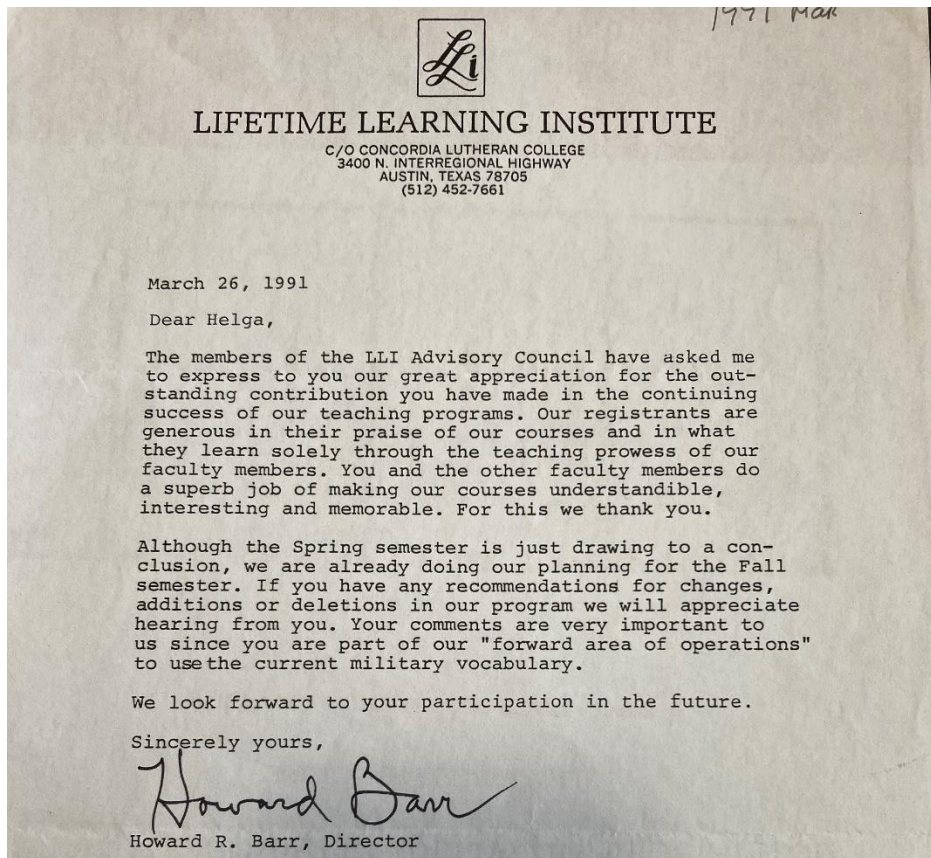 1991 Mar
LLi
LIFETIME LEARNING INSTITUTE
C/O CONCORDIA LUTHERAN COLLEGE
3400 N. INTERREGIONAL HIGHWAY
AUSTIN, TEXAS 78705
(512) 452-7661
March 26, 1991
Dear Helga,
The members of the LLI Advisory Council have asked me
to express to you our great appreciation for the out-
standing contribution you have made in the continuing
success of our teaching programs. Our registrants are
generous in their praise of our courses and in what
they learn solely through the teaching prowess of our
faculty members. You and the other faculty members do
a superb job of making our courses understandible,
interesting and memorable. For this we thank you.
Although the Spring semester is just drawing to a con-
clusion, we are already doing our planning for the Fall
semester. If you have any recommendations for changes,
additions or deletions in our program we will appreciate
hearing from you. Your comments are very important to
us since you are part of our "forward area of operations"
to use the current military vocabulary.
We look forward to your participation in the future.
Sincerely yours,
Howard Barr
Howard R. Barr, Director